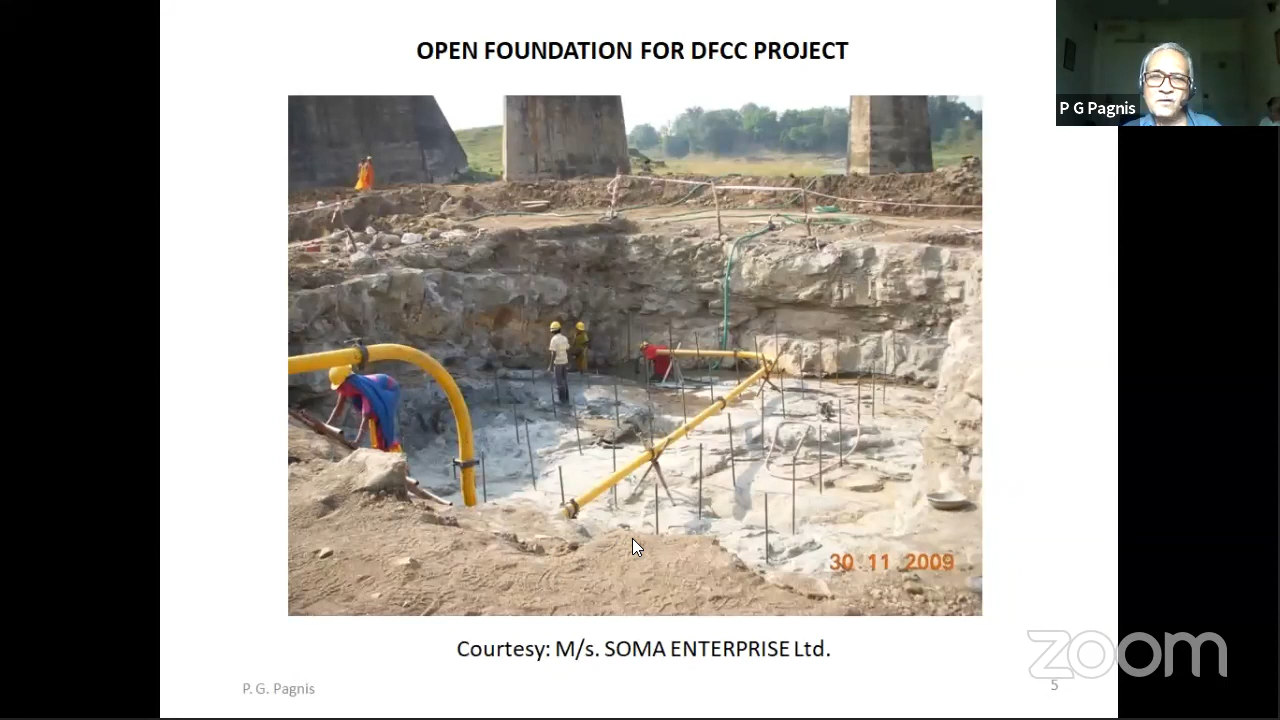 OPEN FOUNDATION FOR DFCC PROJECT
P G Pagnis
30 11 2009
Courtesy: M/s. SOMA ENTERPRISE Ltd.
P. G. Pagnis
zoom
5